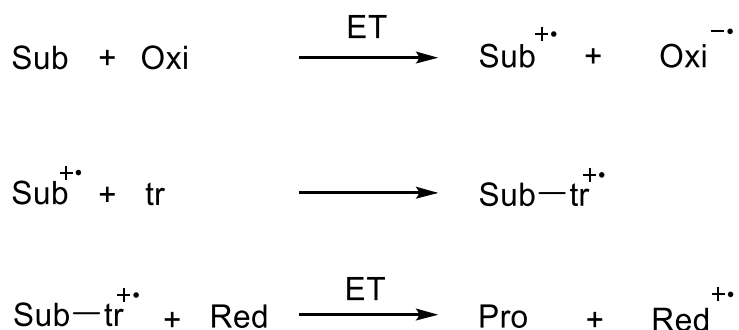 ET
Sub + Oxi Sub+• + Oxi−•
Sub+• + tr Sub—tr+•
ET
Sub—tr+• + Red Pro + Red+•